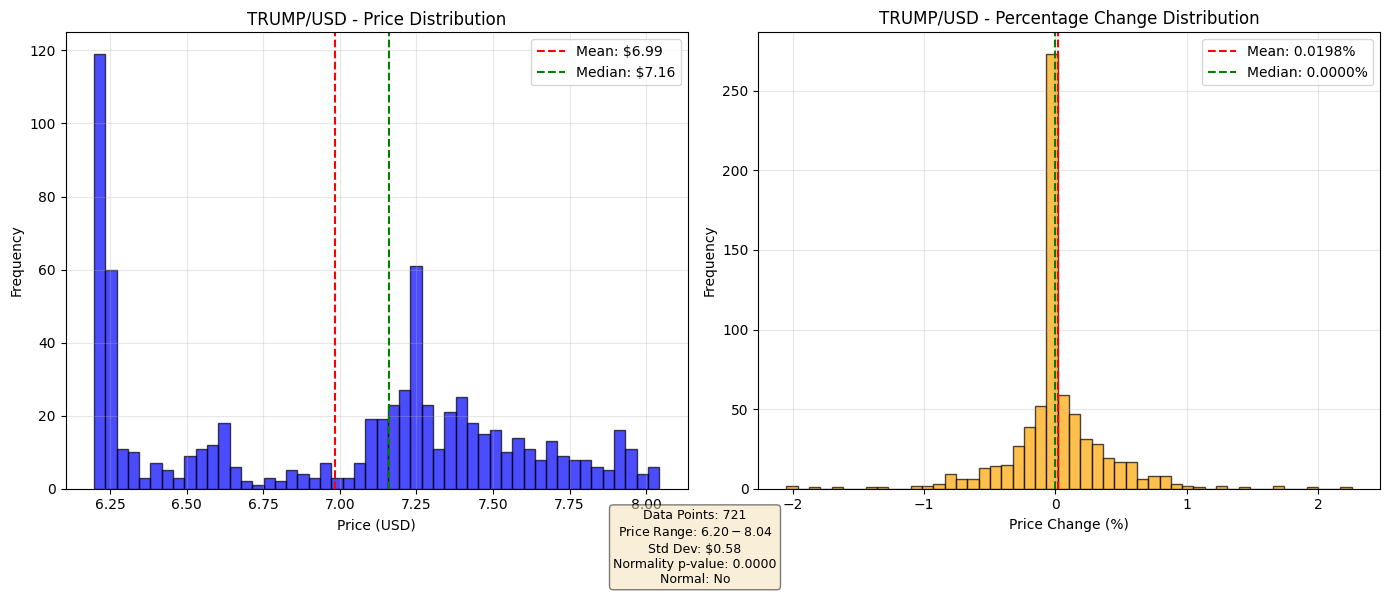 TRUMP/USD - Price Distribution
Mean: $6.99
Median: $7.16
120
100
80
60
40
20
0
Frequency
6.25 6.50 6.75 7.00 7.25 7.50 7.75 8.00
Price (USD)
TRUMP/USD - Percentage Change Distribution
Mean: 0.0198%
Median: 0.0000%
250
200
150
100
50
0
Frequency
−2 −1 0 1 2
Price Change (%)
Data Points: 721
Price Range: 6.20 − 8.04
Std Dev: $0.58
Normality p-value: 0.0000
Normal: No